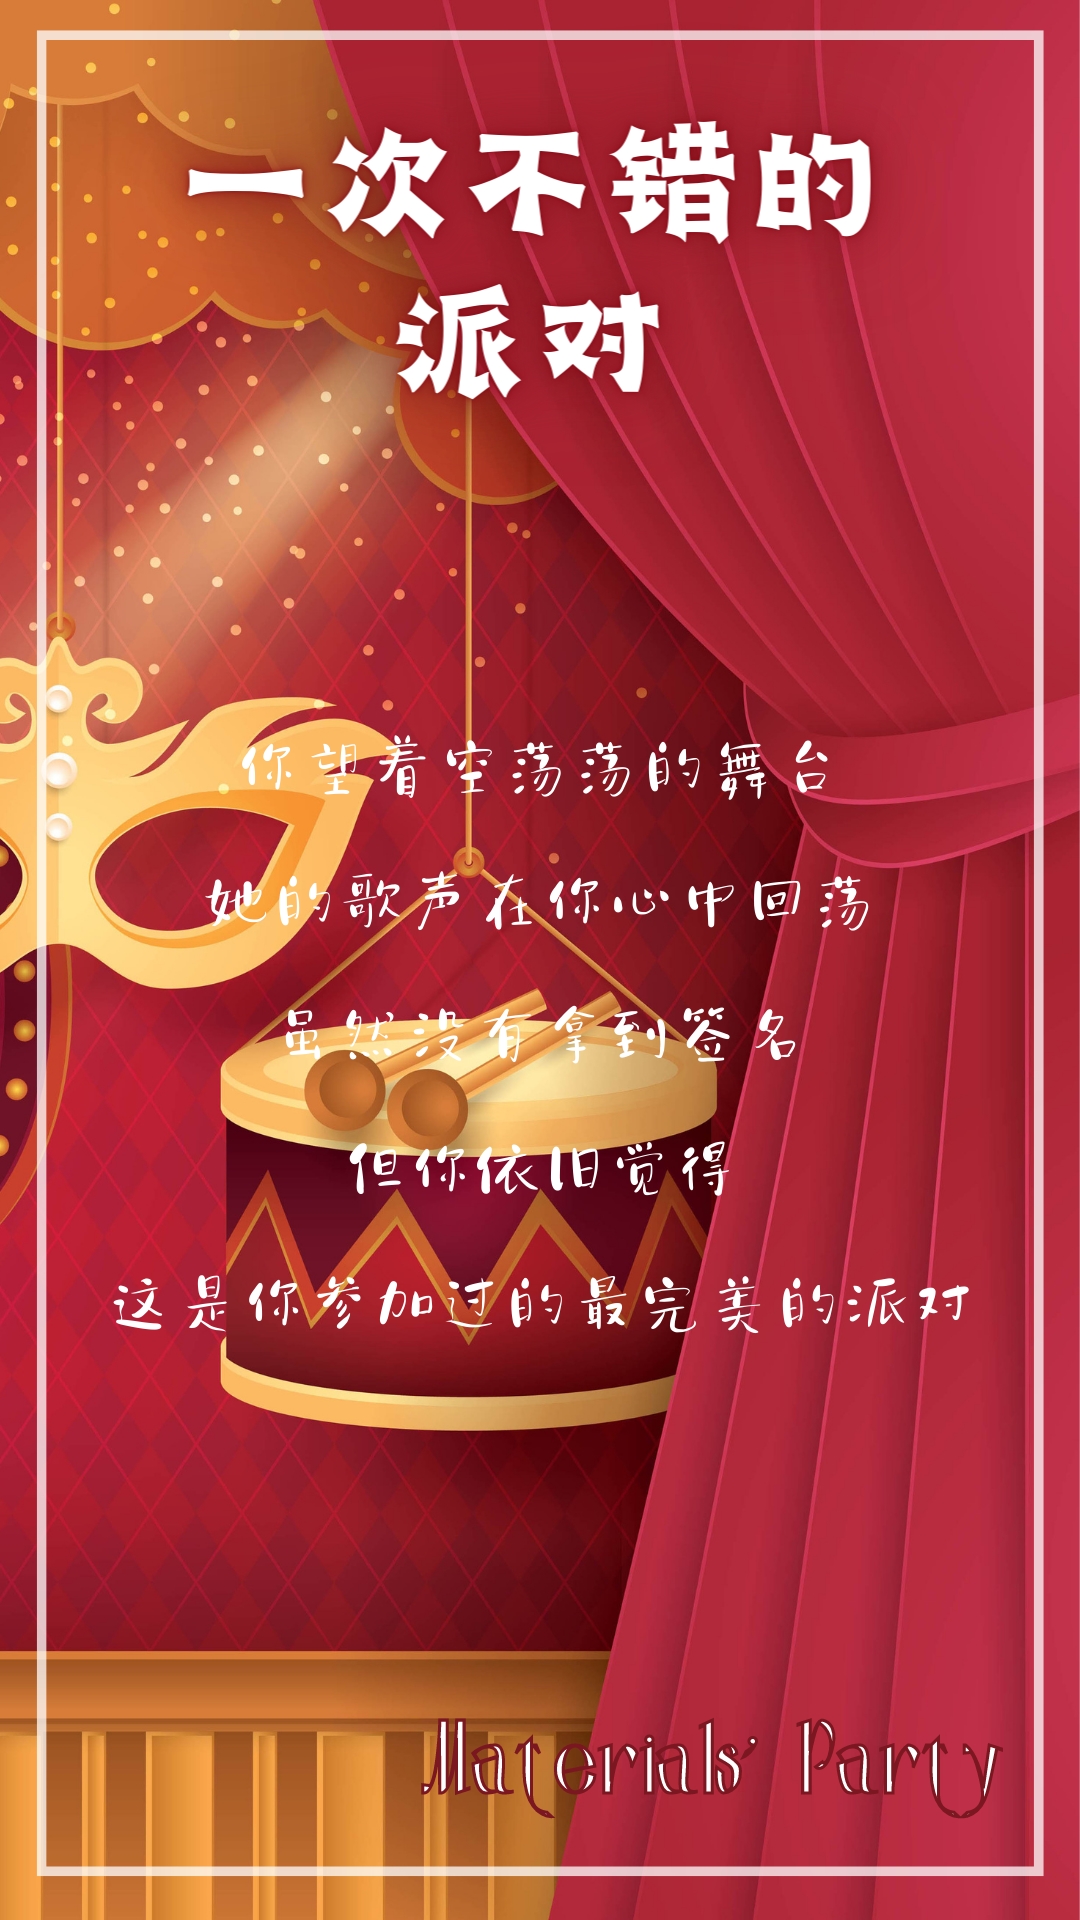 一次不错的
派对
你望着空荡荡的舞台
她的歌声在你心中回荡
虽然没有拿到签名
但你依旧觉得
这是你参加过的最完美的派对
Materials' Party